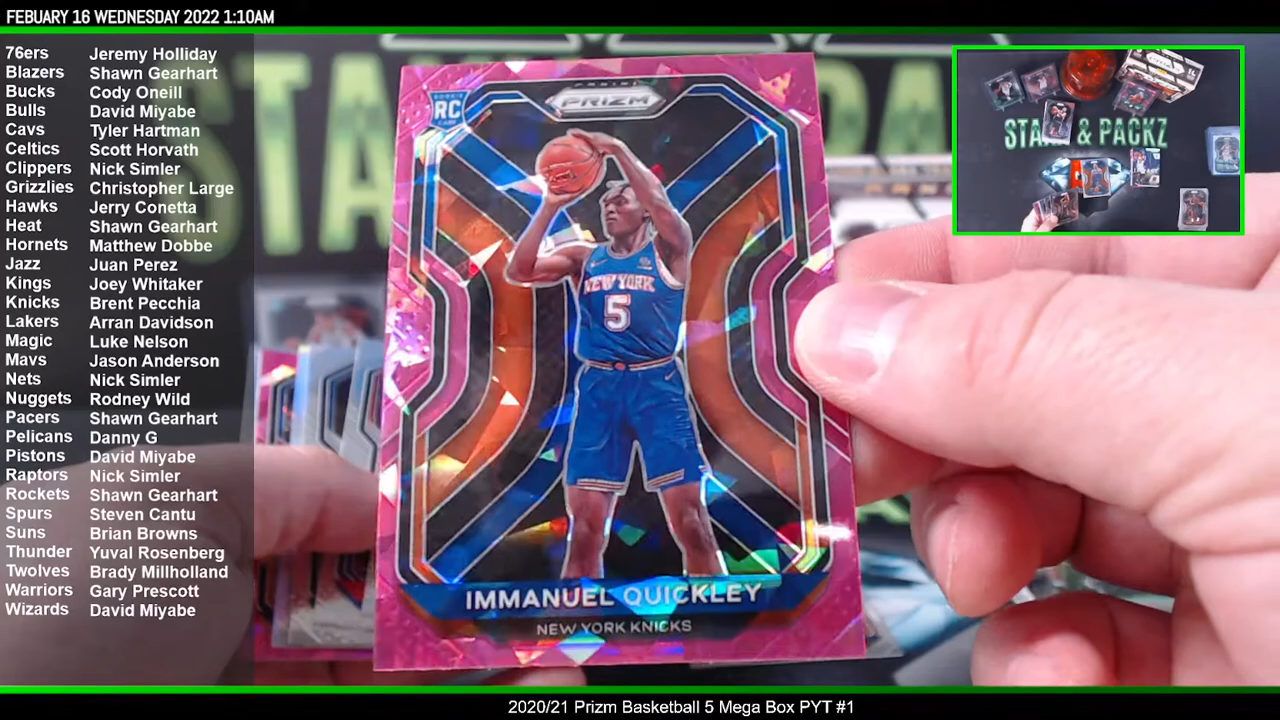 FEBUARY 16 WEDNESDAY 2022 1:10AM
76ers Jeremy Holliday
Blazers Shawn Gearhart
Bucks Cody Oneill
Bulls David Miyabe
Cavs Tyler Hartman
Celtics Scott Horvath
Clippers Nick Simler
Grizzlies Christopher Large
Hawks Jerry Conetta
Heat Shawn Gearhart
Hornets Matthew Dobbe
Jazz Juan Perez
Kings Joey Whitaker
Knicks Brent Pecchia
Lakers Arran Davidson
Magic Luke Nelson
Mavs Jason Anderson
Nets Nick Simler
Nuggets Rodney Wild
Pacers Shawn Gearhart
Pelicans Danny G
Pistons David Miyabe
Raptors Nick Simler
Rockets Shawn Gearhart
Spurs Steven Cantu
Suns Brian Browns
Thunder Yuval Rosenberg
Twolves Brady Millholland
Warriors Gary Prescott
Wizards David Miyabe
RC
PRIZM
NEW YORK
5
IMMANUEL QUICKLEY
NEW YORK KNICKS
& PACKZ
2020/21 Prizm Basketball 5 Mega Box PYT #1